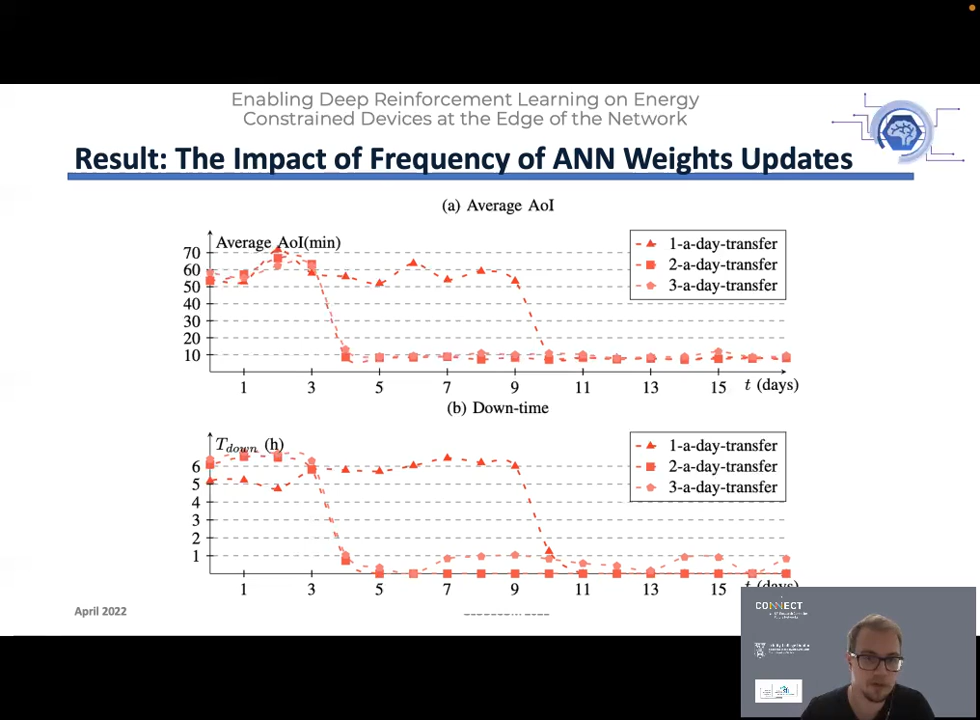 Enabling Deep Reinforcement Learning on Energy
Constrained Devices at the Edge of the Network
Result: The Impact of Frequency of ANN Weights Updates
(a) Average AoI
Average AoI(min)
70
60
50
40
30
20
10
1-a-day-transfer
2-a-day-transfer
3-a-day-transfer
1 3 5 7 9 11 13 15 t (days)
(b) Down-time
T_down (h)
6
5
4
3
2
1
1-a-day-transfer
2-a-day-transfer
3-a-day-transfer
1 3 5 7 9 11 13 15 t (days)
April 2022
CONNECT